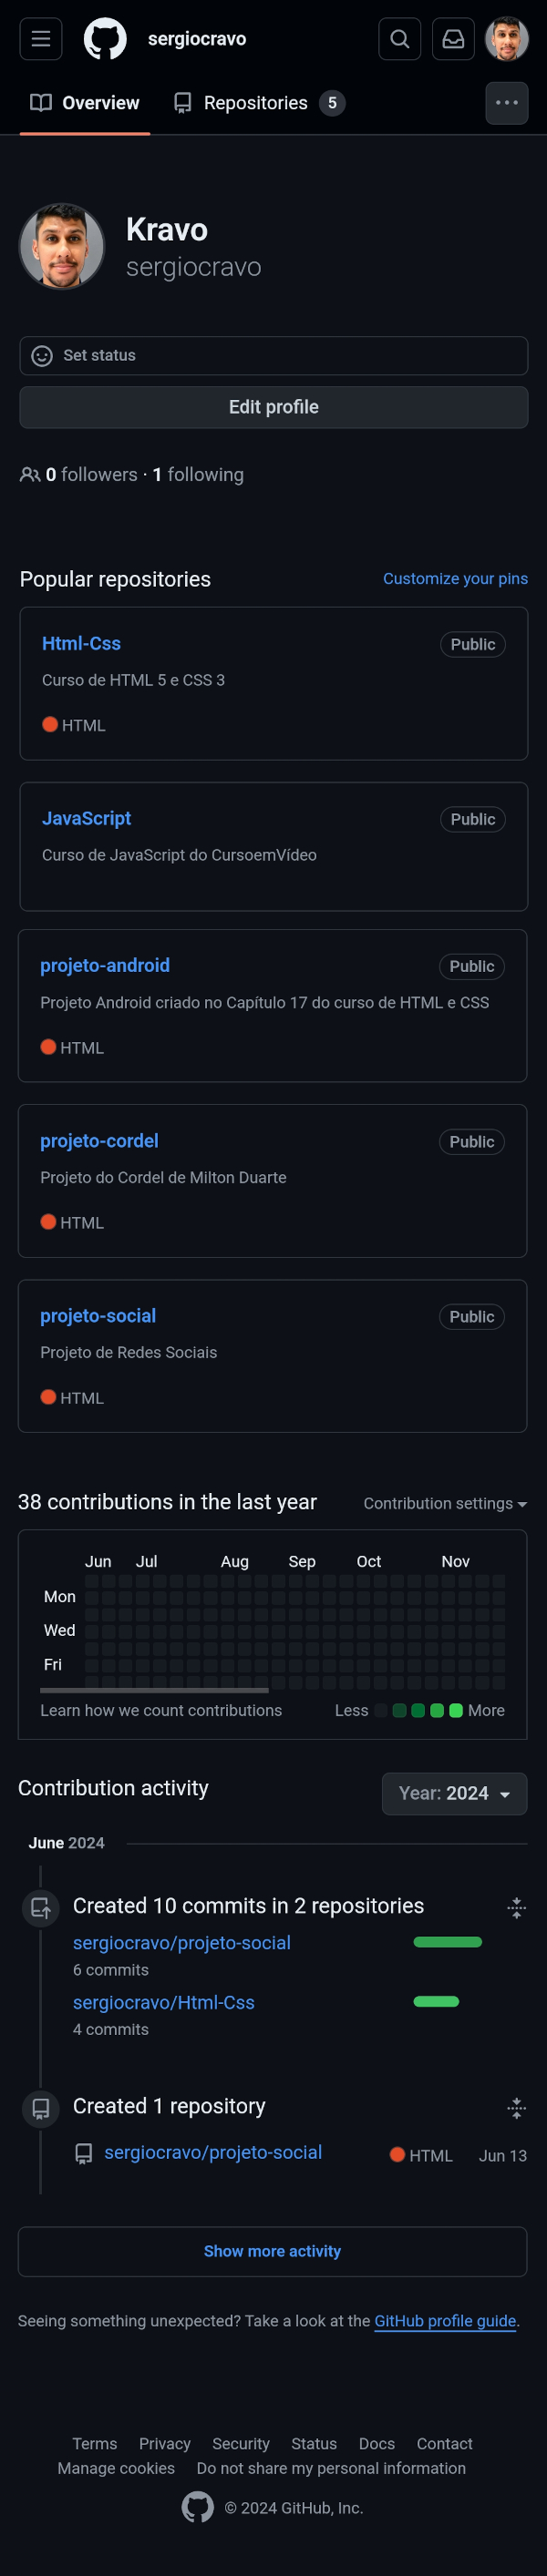 sergiocravo
Overview
Repositories 5
Kravo
sergiocravo
Set status
Edit profile
0 followers · 1 following
Popular repositories
Customize your pins
Html-Css
Public
Curso de HTML 5 e CSS 3
HTML
JavaScript
Public
Curso de JavaScript do CursoemVídeo
projeto-android
Public
Projeto Android criado no Capítulo 17 do curso de HTML e CSS
HTML
projeto-cordel
Public
Projeto do Cordel de Milton Duarte
HTML
projeto-social
Public
Projeto de Redes Sociais
HTML
38 contributions in the last year
Contribution settings
Jun Jul Aug Sep Oct Nov
Mon
Wed
Fri
Learn how we count contributions
Less More
Contribution activity
Year: 2024
June 2024
Created 10 commits in 2 repositories
sergiocravo/projeto-social
6 commits
sergiocravo/Html-Css
4 commits
Created 1 repository
sergiocravo/projeto-social
HTML
Jun 13
Show more activity
Seeing something unexpected? Take a look at the GitHub profile guide.
Terms Privacy Security Status Docs Contact
Manage cookies Do not share my personal information
© 2024 GitHub, Inc.